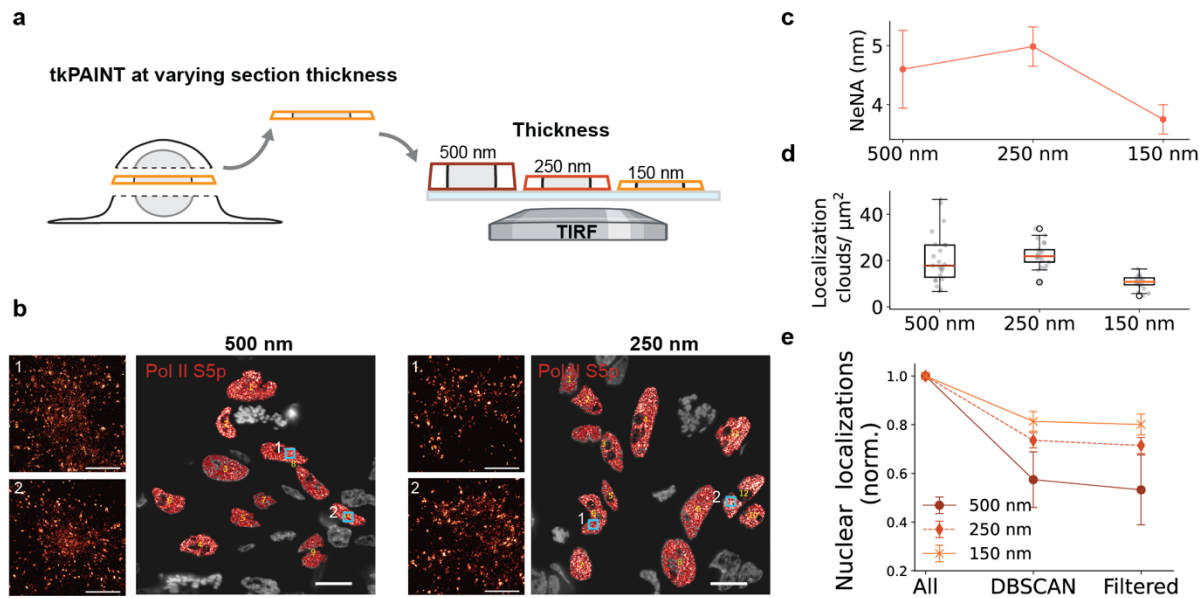 a
tkPAINT at varying section thickness
Thickness
500 nm
250 nm
150 nm
TIRF
b
500 nm
1
2
Pol II S5p
1
2
250 nm
1
2
Pol II S5p
1
2
c
NeNA (nm)
5
4
500 nm 250 nm 150 nm
d
Localization
clouds/ μm²
40
20
0
500 nm 250 nm 150 nm
e
Nuclear localizations
(norm.)
1.0
0.8
0.6
0.4
0.2
500 nm
250 nm
150 nm
All DBSCAN Filtered